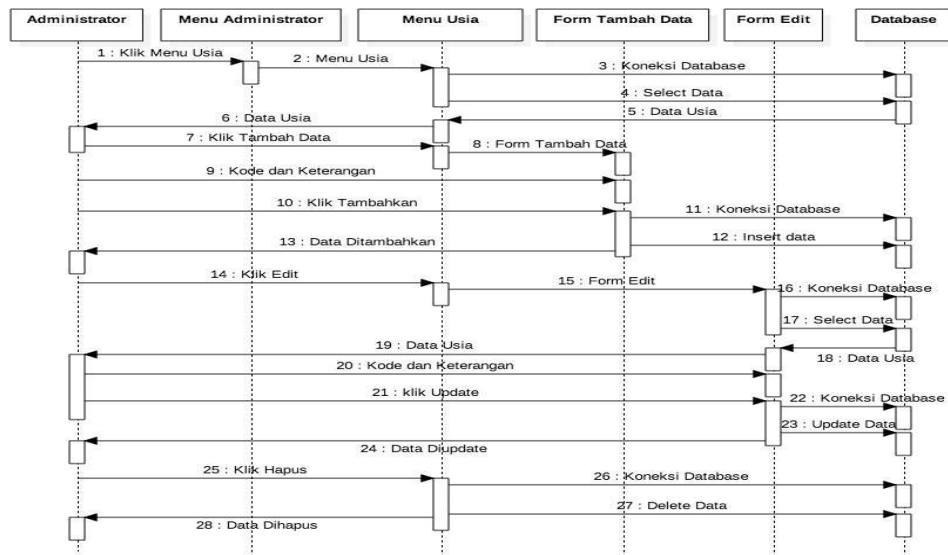 Administrator
Menu Administrator
Menu Usia
Form Tambah Data
Form Edit
Database
1 : Klik Menu Usia
2 : Menu Usia
3 : Koneksi Database
4 : Select Data
5 : Data Usia
6 : Data Usia
7 : Klik Tambah Data
8 : Form Tambah Data
9 : Kode dan Keterangan
10 : Klik Tambahkan
11 : Koneksi Database
12 : Insert data
13 : Data Ditambahkan
14 : Klik Edit
15 : Form Edit
16 : Koneksi Database
17 : Select Data
18 : Data Usia
19 : Data Usia
20 : Kode dan Keterangan
21 : klik Update
22 : Koneksi Database
23 : Update Data
24 : Data Diupdate
25 : Klik Hapus
26 : Koneksi Database
27 : Delete Data
28 : Data Dihapus